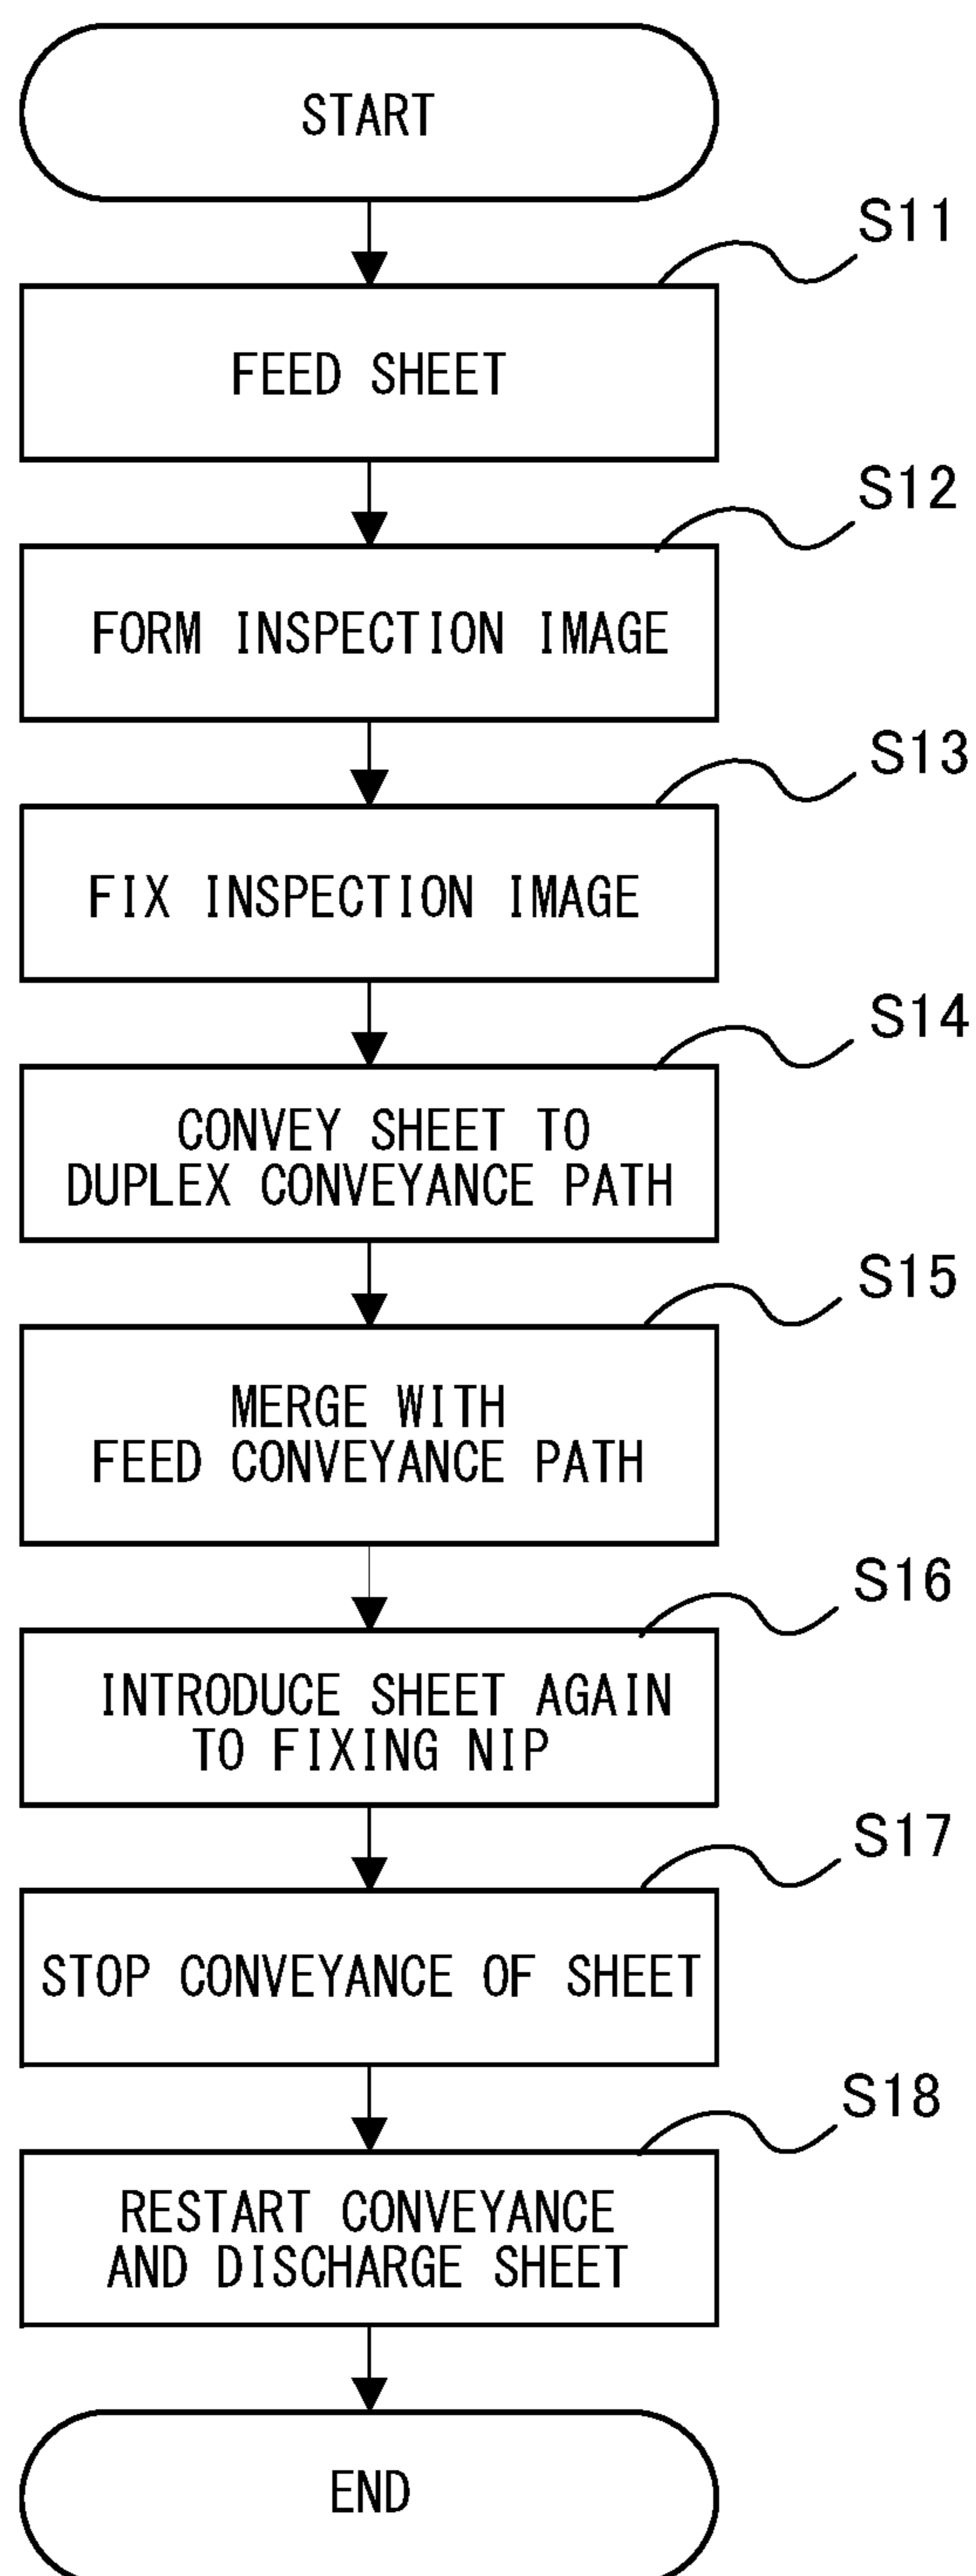 START
S11
FEED SHEET
S12
FORM INSPECTION IMAGE
S13
FIX INSPECTION IMAGE
S14
CONVEY SHEET TO
DUPLEX CONVEYANCE PATH
S15
MERGE WITH
FEED CONVEYANCE PATH
S16
INTRODUCE SHEET AGAIN
TO FIXING NIP
S17
STOP CONVEYANCE OF SHEET
S18
RESTART CONVEYANCE
AND DISCHARGE SHEET
END